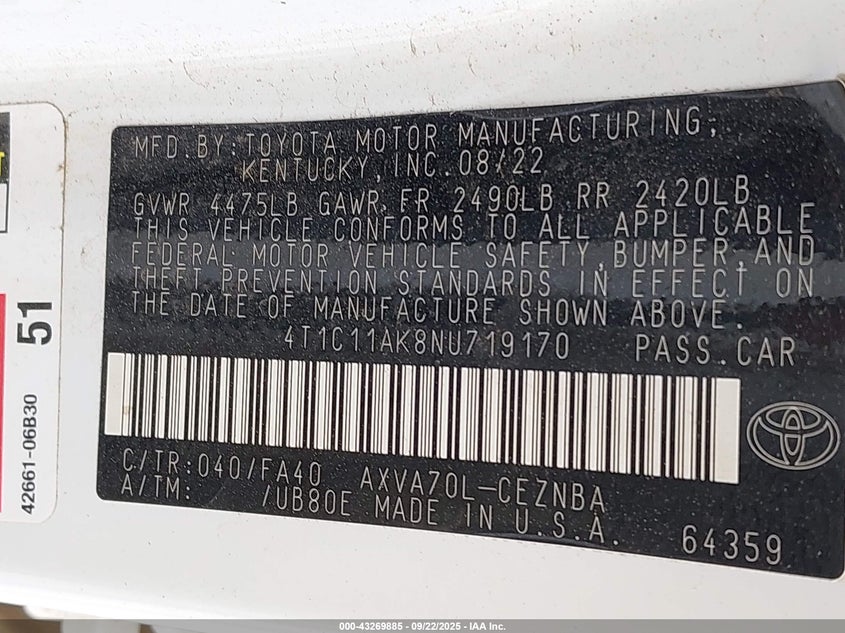 MFD.BY:TOYOTA MOTOR MANUFACTURING,
KENTUCKY,INC.08/22
GVWR 4475LB GAWR FR 2490LB RR 2420LB
THIS VEHICLE CONFORMS TO ALL APPLICABLE
FEDERAL MOTOR VEHICLE SAFETY,BUMPER,AND
THEFT PREVENTION STANDARDS IN EFFECT ON
THE DATE OF MANUFACTURE SHOWN ABOVE.
4T1C11AK8NU719170 PASS.CAR
C/TR:040/FA40 AXVA70L-CEZNBA
A/TM: /UB80E MADE IN U.S.A.
64359
51
42661-06B30
000-43269885 - 09/22/2025 - IAA Inc.